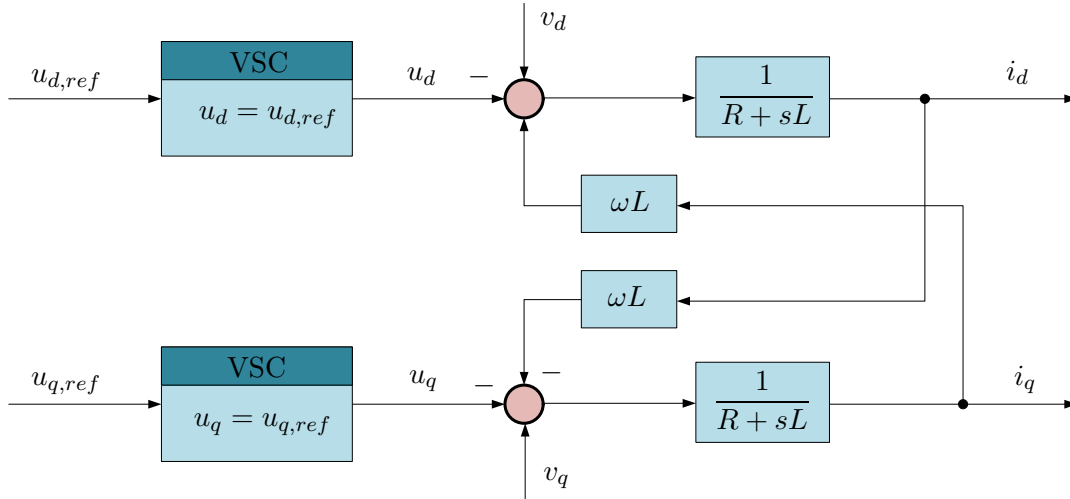 v_d
VSC
u_{d,ref}
u_d
−
1
i_d
u_d = u_{d,ref}
R + sL
ωL
ωL
VSC
u_{q,ref}
u_q
−
−
1
i_q
u_q = u_{q,ref}
R + sL
v_q